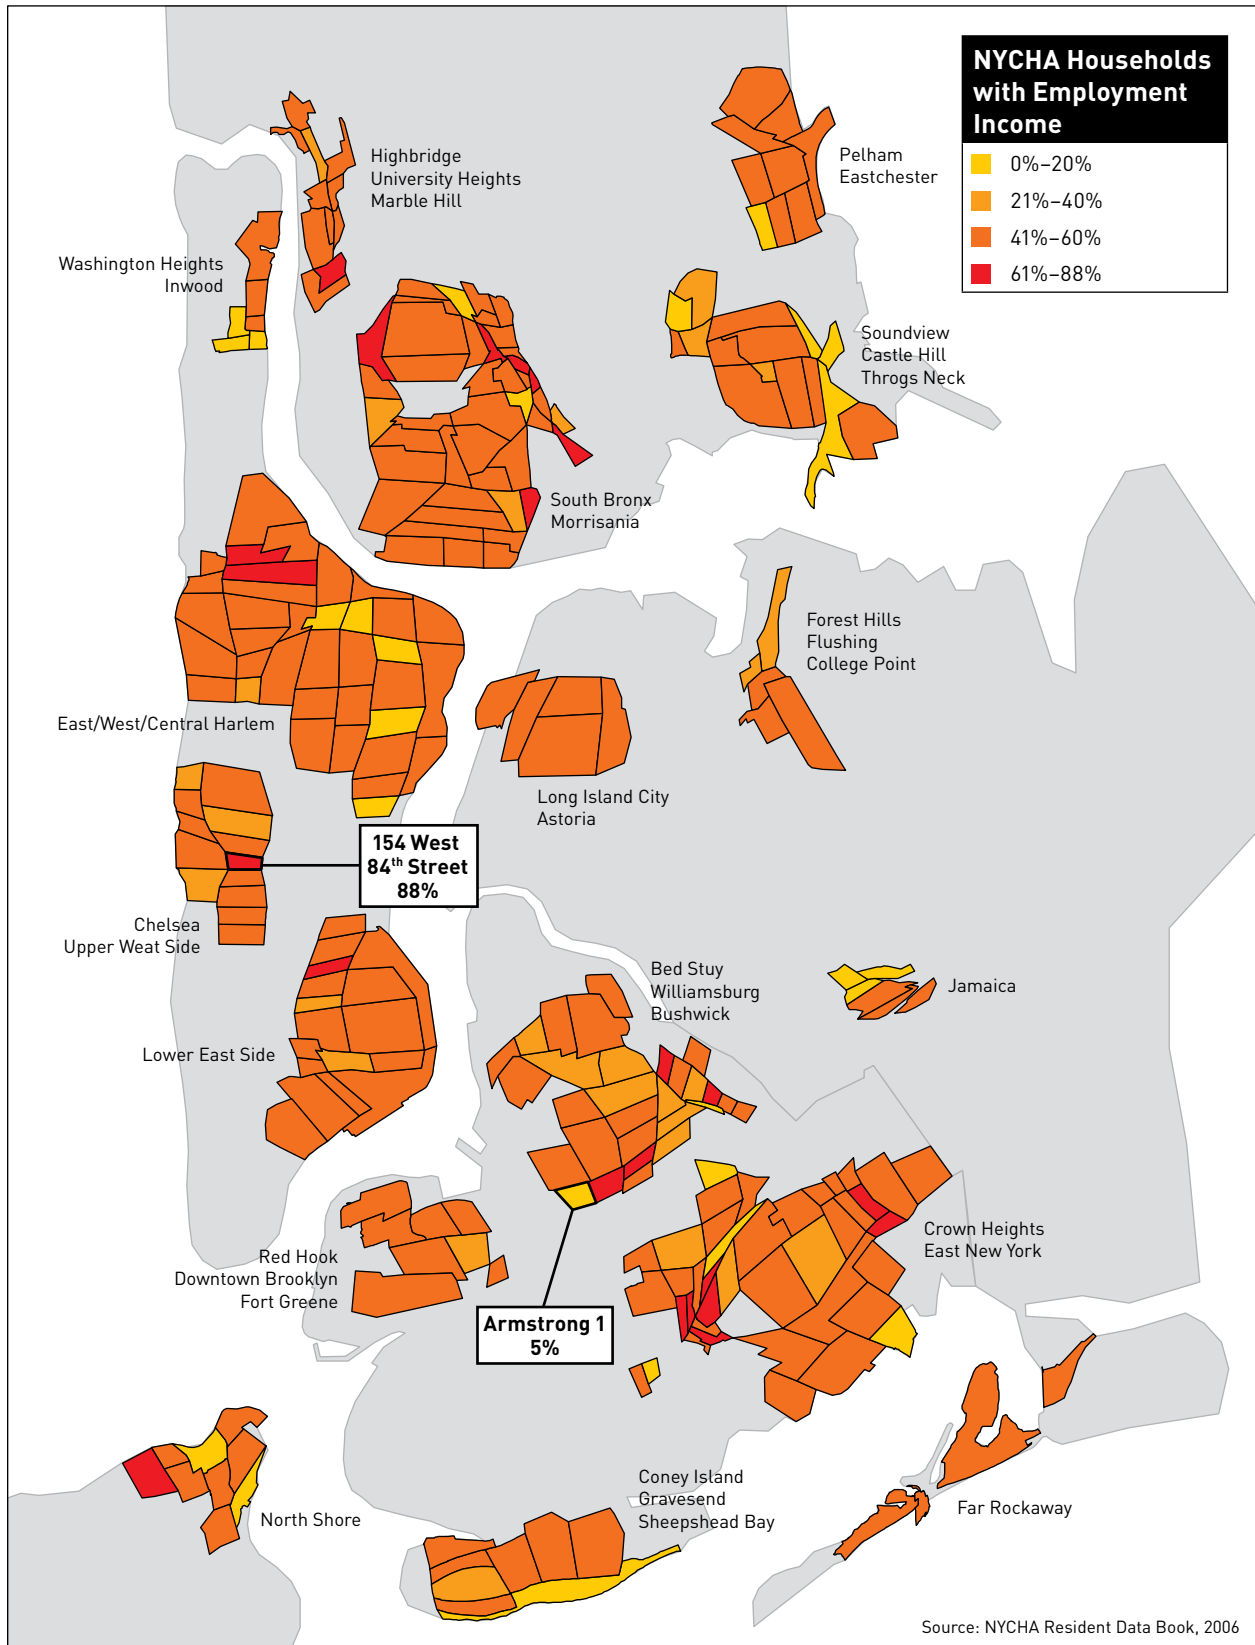 NYCHA Households
with Employment
Income
0%–20%
21%–40%
41%–60%
61%–88%
Pelham
Eastchester
Highbridge
University Heights
Marble Hill
Washington Heights
Inwood
Soundview
Castle Hill
Throgs Neck
South Bronx
Morrisania
Forest Hills
Flushing
College Point
East/West/Central Harlem
Long Island City
Astoria
154 West
84th Street
88%
Chelsea
Upper Weat Side
Bed Stuy
Williamsburg
Bushwick
Jamaica
Lower East Side
Crown Heights
East New York
Red Hook
Downtown Brooklyn
Fort Greene
Armstrong 1
5%
Coney Island
Gravesend
Sheepshead Bay
North Shore
Far Rockaway
Source: NYCHA Resident Data Book, 2006